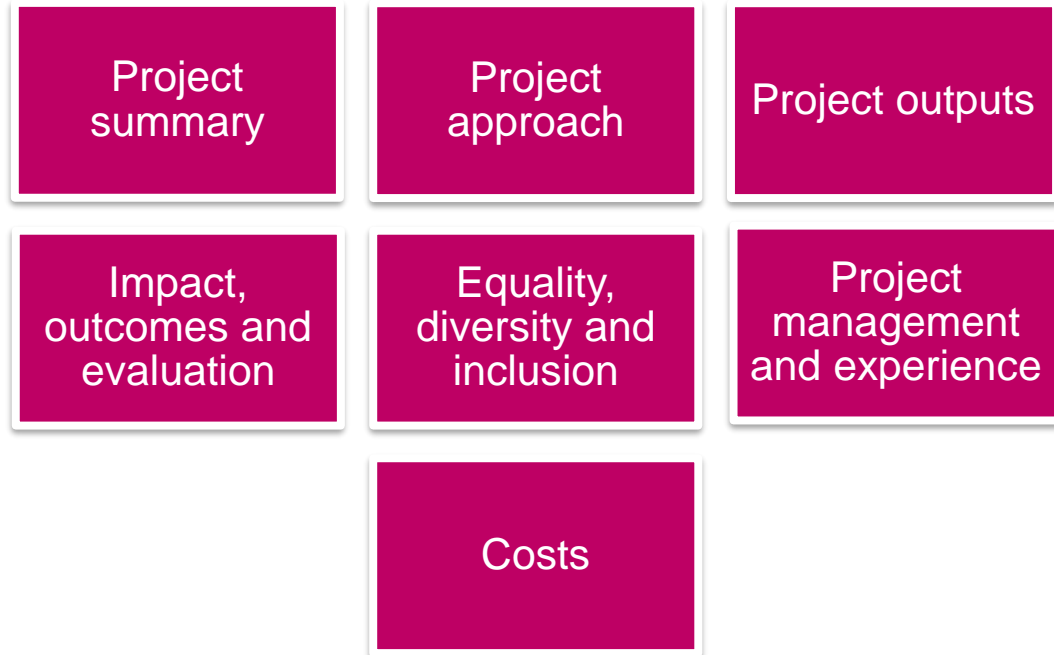 Project
summary
Project
approach
Project outputs
Impact,
outcomes and
evaluation
Equality,
diversity and
inclusion
Project
management
and experience
Costs